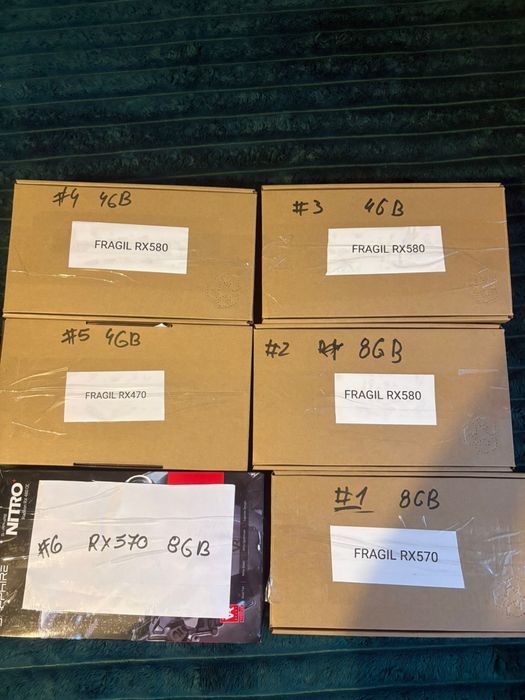 #4 4GB
FRAGIL RX580
#3 4GB
FRAGIL RX580
#5 4GB
FRAGIL RX470
#2 8GB
FRAGIL RX580
NITRO
#6 RX570 8GB
#1 8GB
FRAGIL RX570